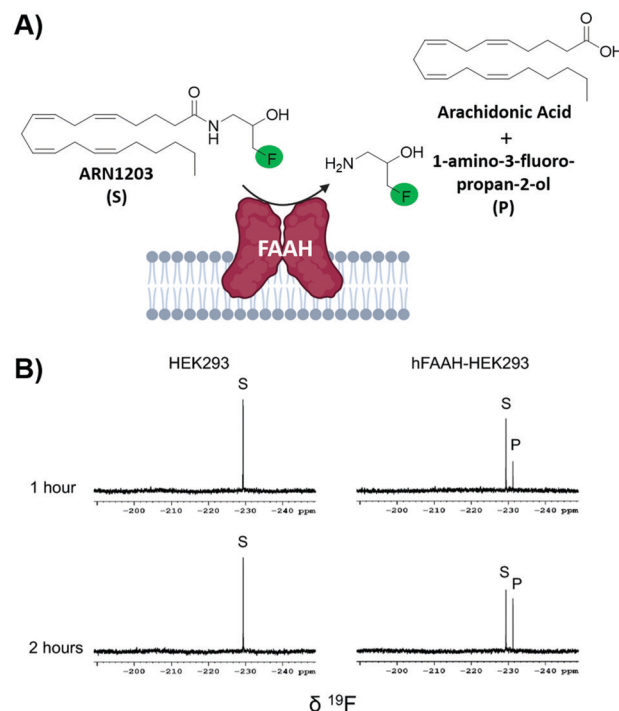 A)
O
OH
Arachidonic Acid
+
1-amino-3-fluoro-
propan-2-ol
(P)
O
N
H
OH
F
ARN1203
(S)
H₂N
OH
F
FAAH
B)
HEK293
hFAAH-HEK293
1 hour
S
-200 -210 -220 -230 -240 ppm
S
P
-200 -210 -220 -230 -240 ppm
2 hours
S
-200 -210 -220 -230 -240 ppm
S
P
-200 -210 -220 -230 -240 ppm
δ ¹⁹F